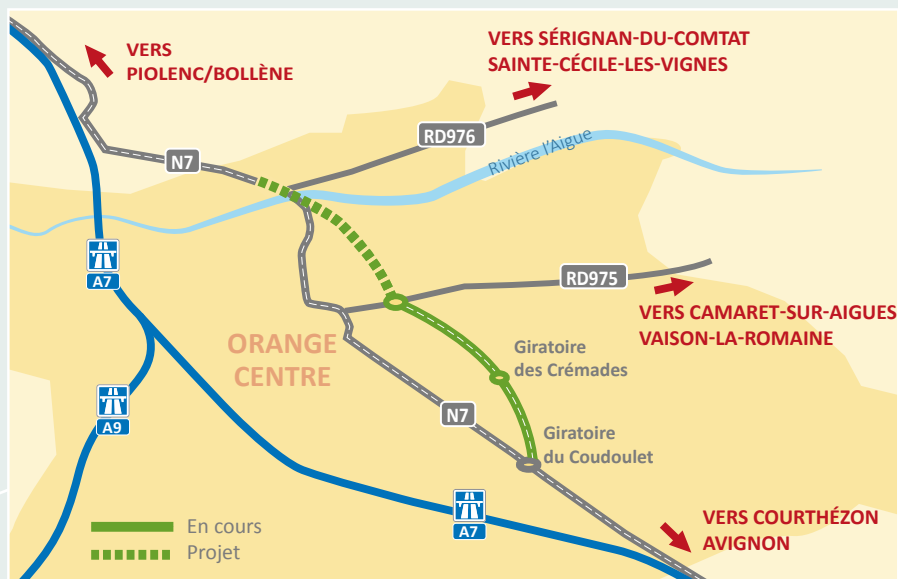 VERS
PIOLENC/BOLLÈNE
VERS SÉRIGNAN-DU-COMTAT
SAINTE-CÉCILE-LES-VIGNES
RD976
N7
Rivière l'Aigue
A7
RD975
VERS CAMARET-SUR-AIGUES
VAISON-LA-ROMAINE
ORANGE
CENTRE
Giratoire
des Crémades
A9
N7
Giratoire
du Coudoulet
A7
En cours
Projet
VERS COURTHÉZON
AVIGNON